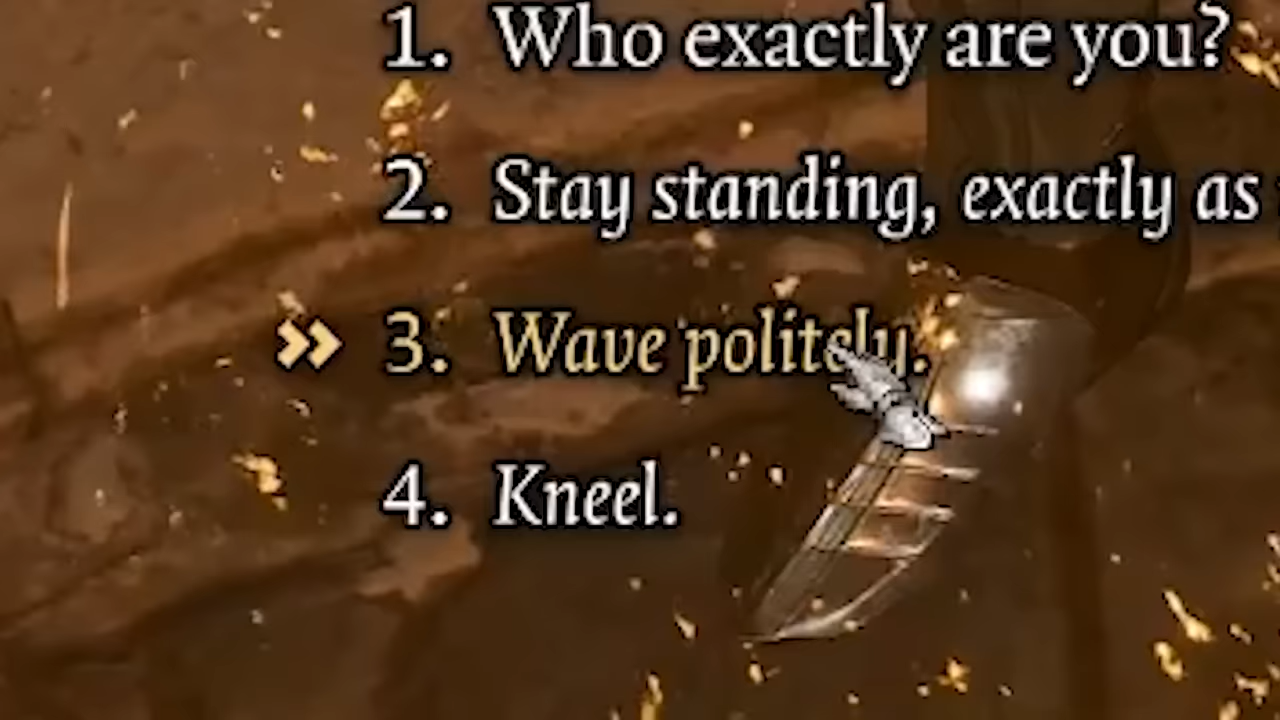 1. Who exactly are you?
2. Stay standing, exactly as
3. Wave politely.
4. Kneel.